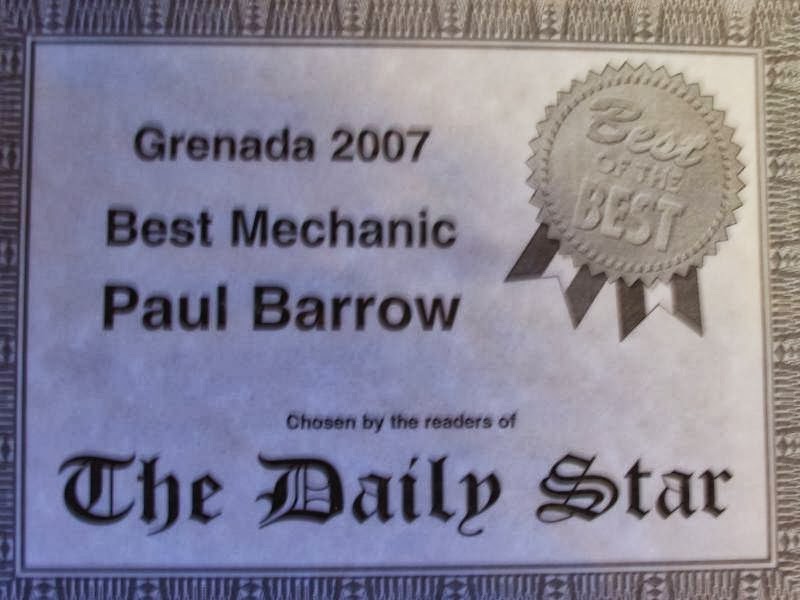 Grenada 2007
Best
OF THE
BEST
Best Mechanic
Paul Barrow
Chosen by the readers of
The Daily Star